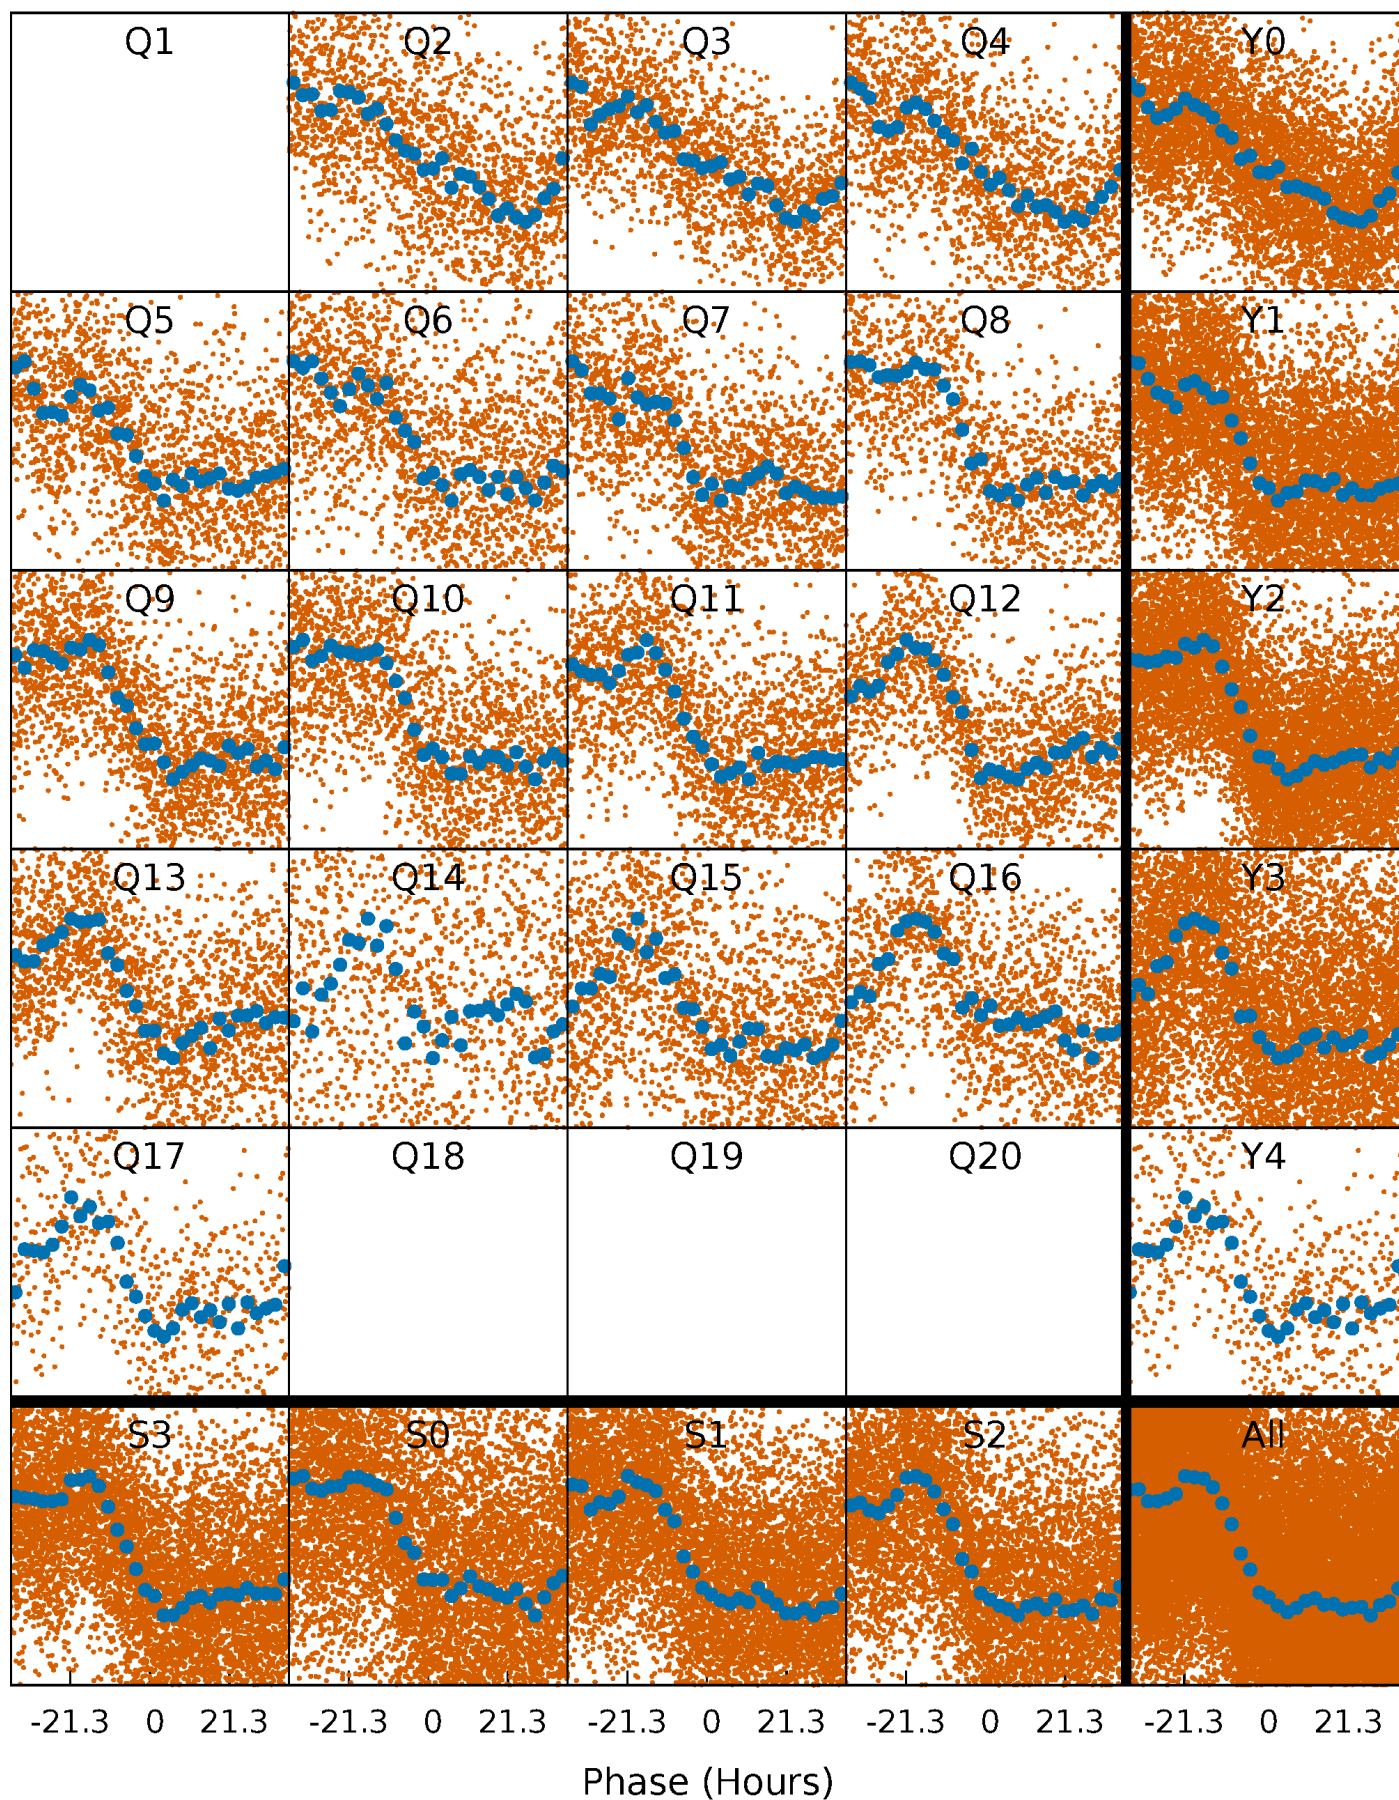 Q1 Q2 Q3 Q4 Y0
Q5 Q6 Q7 Q8 Y1
Q9 Q10 Q11 Q12 Y2
Q13 Q14 Q15 Q16 Y3
Q17 Q18 Q19 Q20 Y4
S3 S0 S1 S2 All
-21.3 0 21.3 -21.3 0 21.3 -21.3 0 21.3 -21.3 0 21.3 -21.3 0 21.3
Phase (Hours)